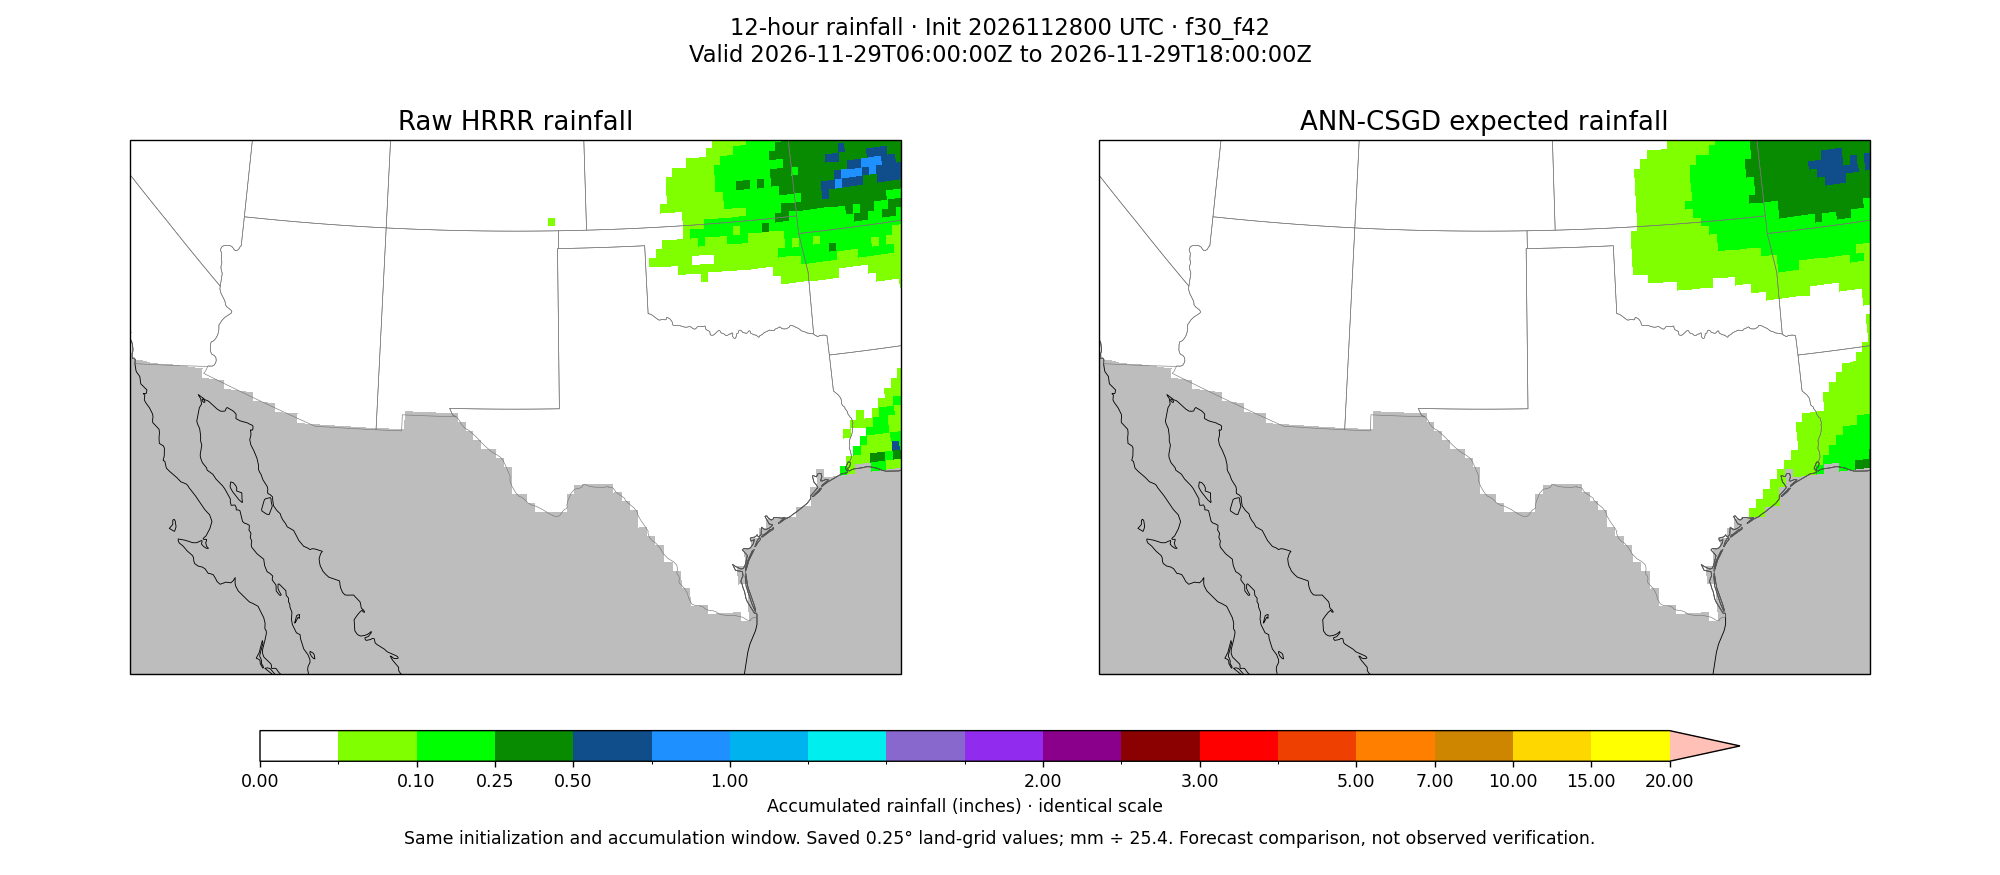 12-hour rainfall · Init 2026112800 UTC · f30_f42
Valid 2026-11-29T06:00:00Z to 2026-11-29T18:00:00Z
Raw HRRR rainfall
ANN-CSGD expected rainfall
0.00 0.10 0.25 0.50 1.00 2.00 3.00 5.00 7.00 10.00 15.00 20.00
Accumulated rainfall (inches) · identical scale
Same initialization and accumulation window. Saved 0.25° land-grid values; mm ÷ 25.4. Forecast comparison, not observed verification.